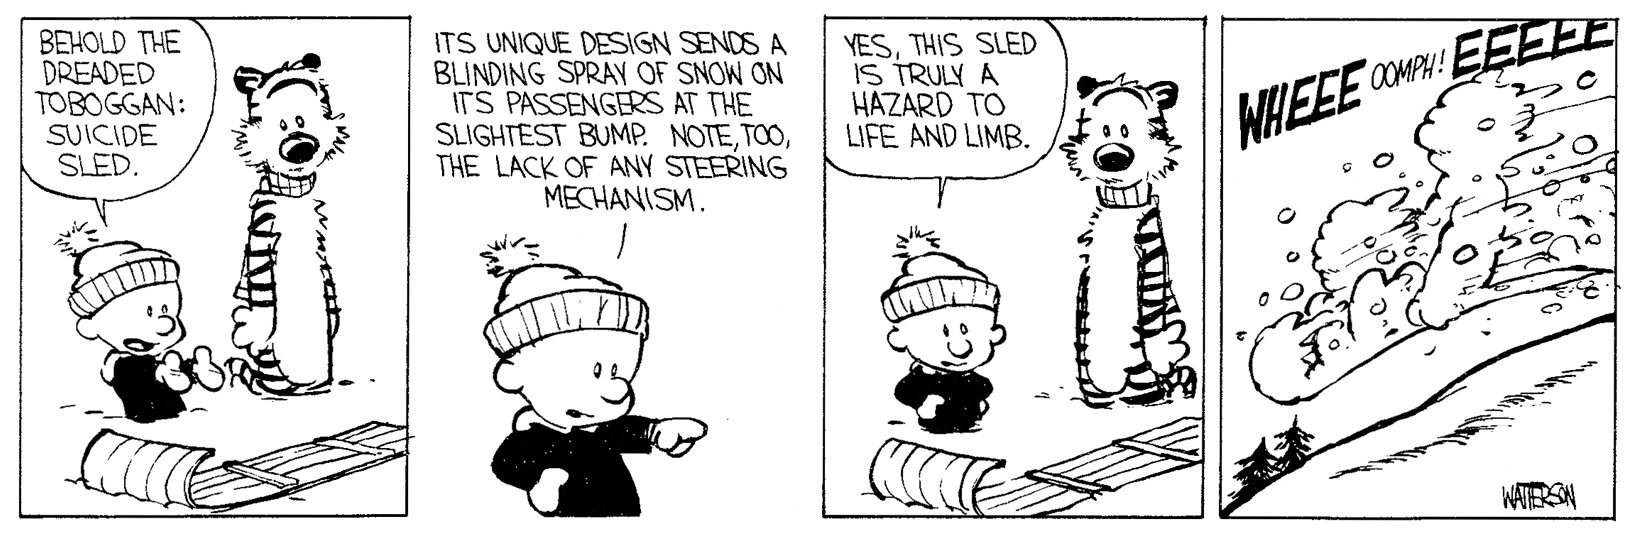 BEHOLD THE
DREADED
TOBOGGAN:
SUICIDE
SLED.
ITS UNIQUE DESIGN SENDS A
BLINDING SPRAY OF SNOW ON
ITS PASSENGERS AT THE
SLIGHTEST BUMP. NOTE, TOO,
THE LACK OF ANY STEERING
MECHANISM.
YES, THIS SLED
IS TRULY A
HAZARD TO
LIFE AND LIMB.
WHEEE OOMPH! EEEEE
WATTERSON